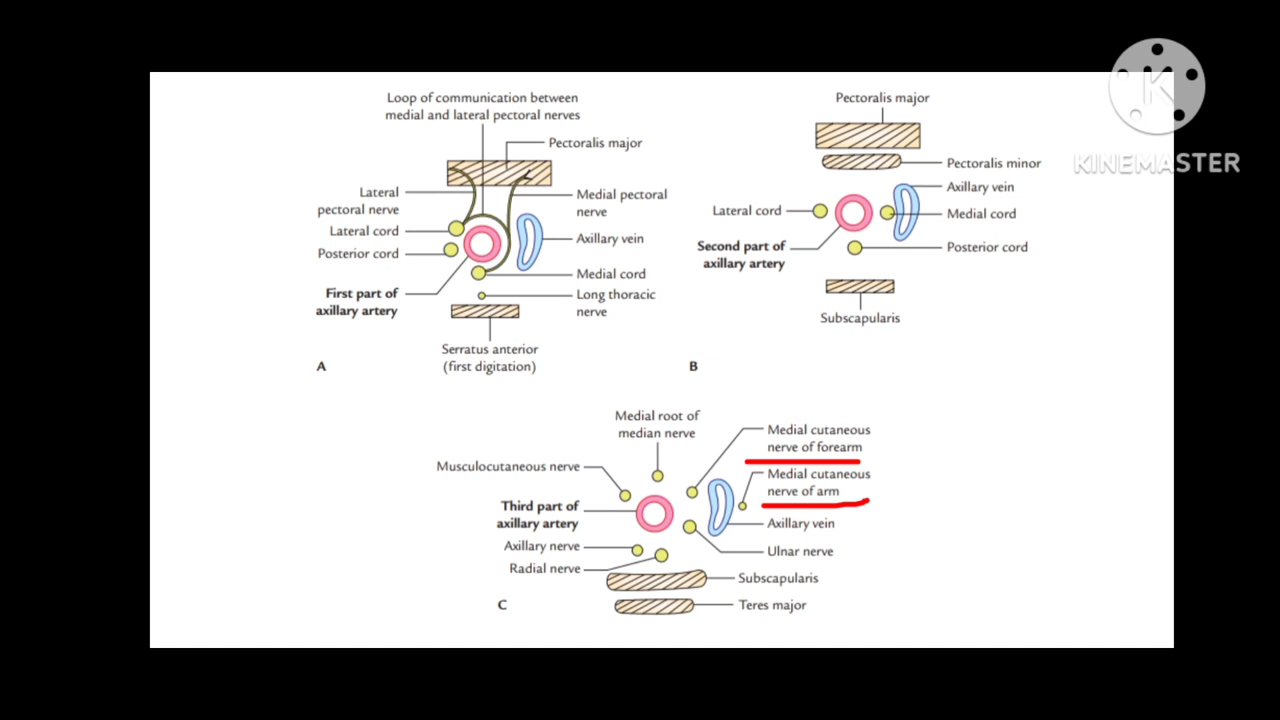 K
KINEMASTER
Loop of communication between
medial and lateral pectoral nerves
Pectoralis major
Lateral
pectoral nerve
Medial pectoral
nerve
Lateral cord
Posterior cord
Axillary vein
Medial cord
First part of
axillary artery
Long thoracic
nerve
Serratus anterior
(first digitation)
A
Pectoralis major
Pectoralis minor
Axillary vein
Lateral cord
Medial cord
Second part of
axillary artery
Posterior cord
Subscapularis
B
Medial root of
median nerve
Medial cutaneous
nerve of forearm
Musculocutaneous nerve
Medial cutaneous
nerve of arm
Third part of
axillary artery
Axillary vein
Axillary nerve
Ulnar nerve
Radial nerve
Subscapularis
Teres major
C